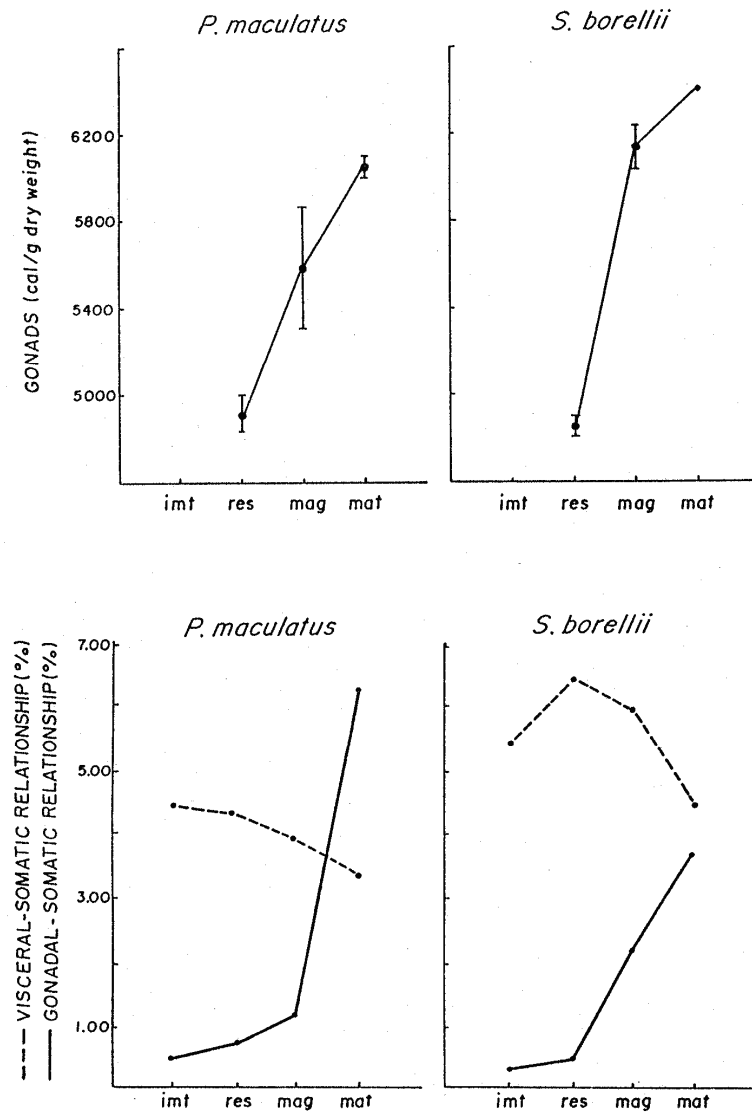 P. maculatus
S. borellii
GONADS (cal/g dry weight)
6200
5800
5400
5000
imt res mag mat
imt res mag mat
P. maculatus
S. borellii
--- VISCERAL-SOMATIC RELATIONSHIP (%)
— GONADAL-SOMATIC RELATIONSHIP (%)
7.00
5.00
3.00
1.00
imt res mag mat
imt res mag mat